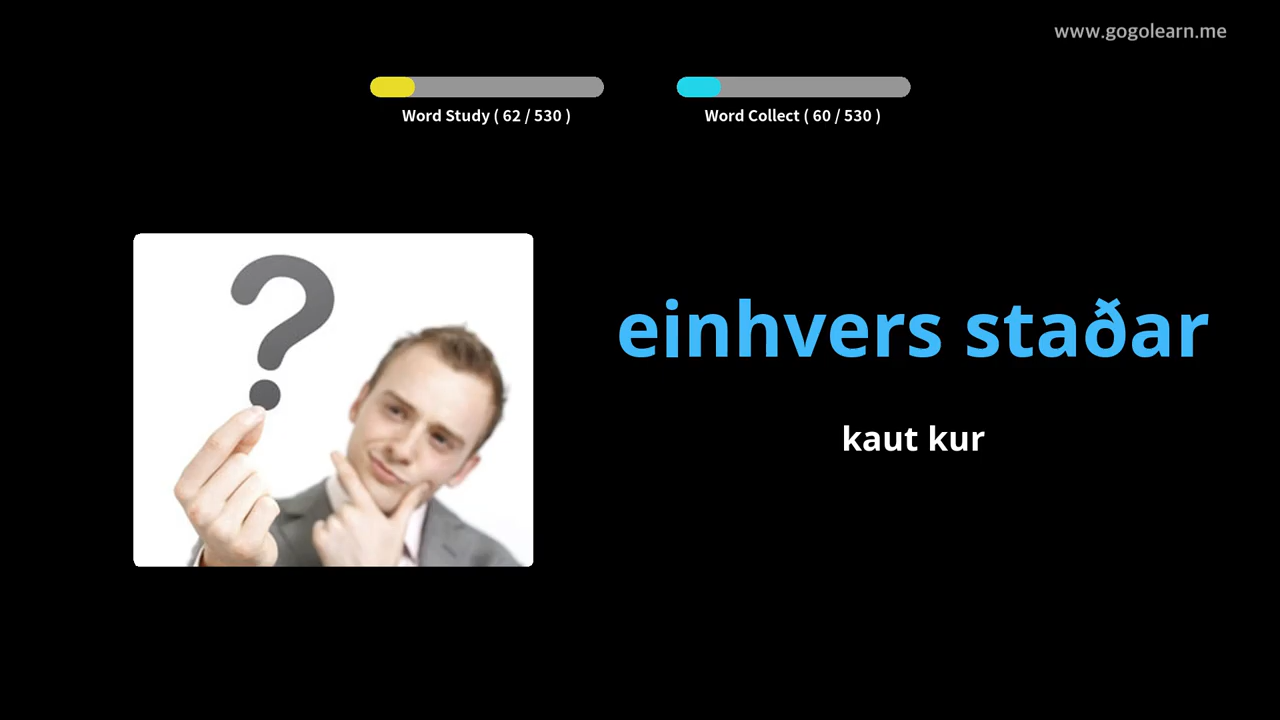 www.gogolearn.me
Word Study ( 62 / 530 )
Word Collect ( 60 / 530 )
einhvers staðar
kaut kur